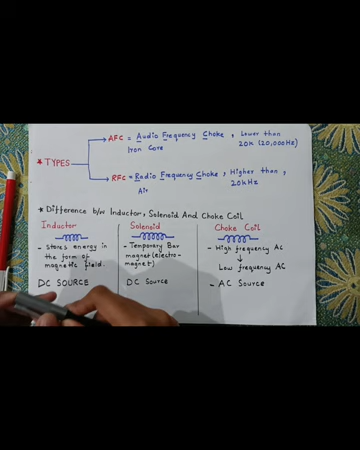 AFC = Audio Frequency Choke, Lower than
Iron Core 20K (20,000Hz)
* TYPES
RFC = Radio Frequency Choke, Higher than,
Air 20KHz
* Difference b/w Inductor, Solenoid And Choke Coil
Inductor
- Stores energy in
the form of
magnetic field.
DC SOURCE
Solenoid
- Temporary Bar
magnet (electro-
magnet)
DC Source
Choke Coil
- High frequency AC
↓
Low frequency AC
- AC Source